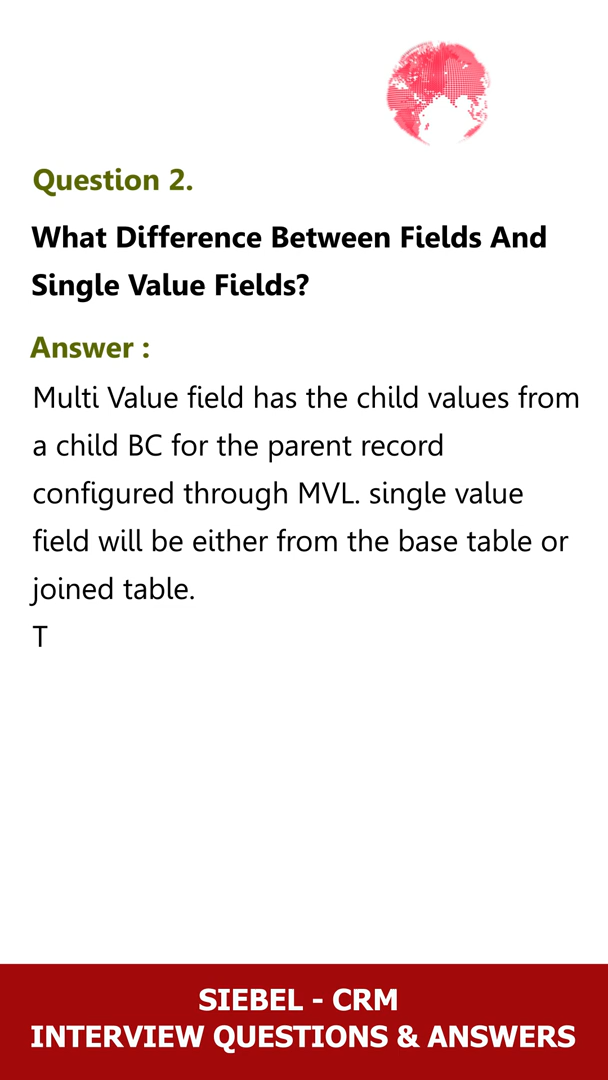 Question 2.
What Difference Between Fields And
Single Value Fields?
Answer :
Multi Value field has the child values from
a child BC for the parent record
configured through MVL. single value
field will be either from the base table or
joined table.
T
SIEBEL - CRM
INTERVIEW QUESTIONS & ANSWERS